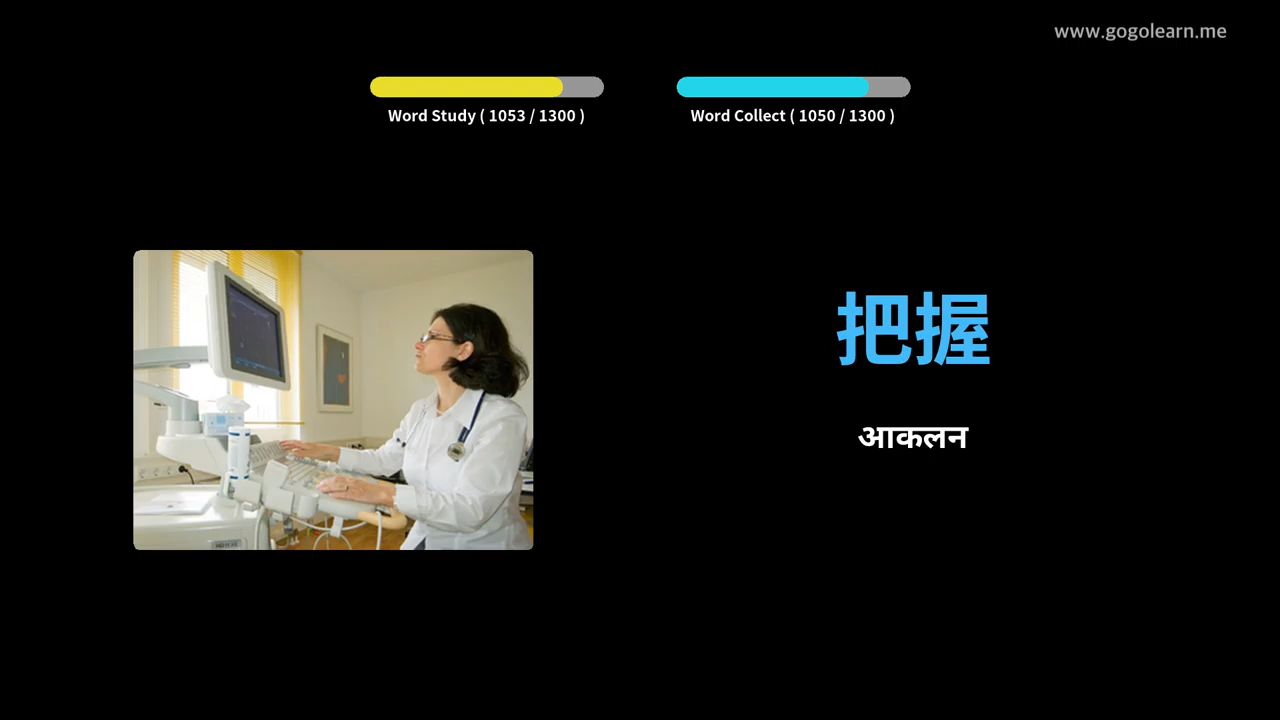 www.gogolearn.me
Word Study ( 1053 / 1300 )
Word Collect ( 1050 / 1300 )
把握
आकलन